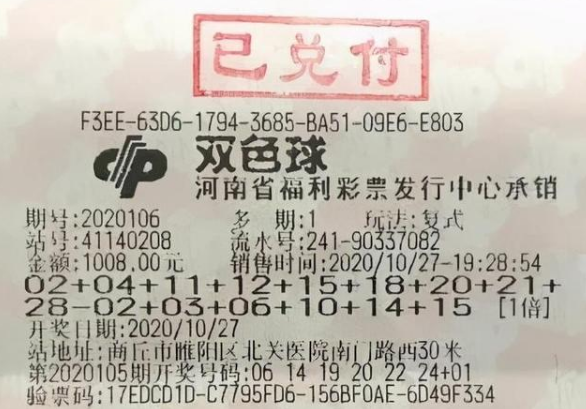 已兑付
F3EE-63D6-1794-3685-BA51-09E6-E803
双色球
河南省福利彩票发行中心承销
期号:2020106 多 期:1 玩法:复式
站号:41140208 流水号:241-90337082
金额:1008.00元 销售时间:2020/10/27-19:28:54
02+04+11+12+15+18+20+21+
28-02+03+06+10+14+15 [1倍]
开奖日期:2020/10/27
站地址:商丘市睢阳区北关医院南门路西30米
第2020105期开奖号码:06 14 19 20 22 24+01
验票码:17EDCD1D-C7795FD6-156BF0AE-6D49F334